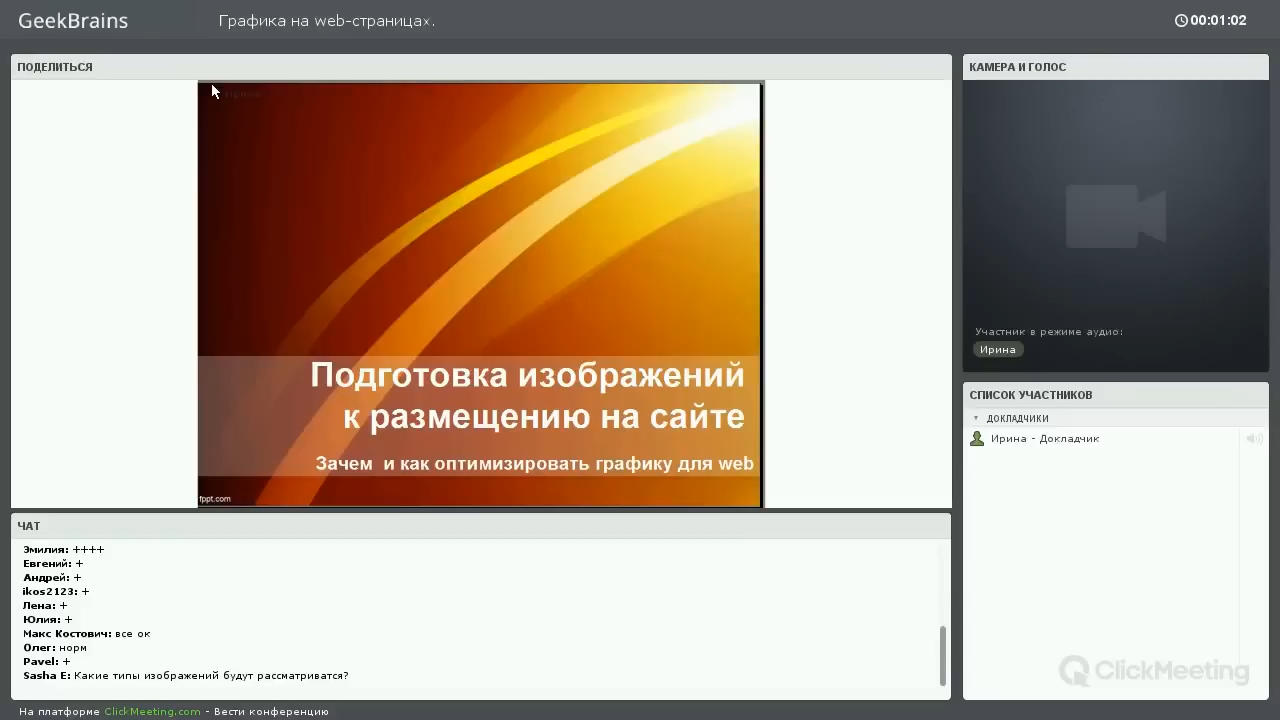 GeekBrains
Графика на web-страницах.
00:01:02
ПОДЕЛИТЬСЯ
Подготовка изображений
к размещению на сайте
Зачем и как оптимизировать графику для web
fppt.com
КАМЕРА И ГОЛОС
Участник в режиме аудио:
Ирина
СПИСОК УЧАСТНИКОВ
ДОКЛАДЧИКИ
Ирина - Докладчик
ClickMeeting
ЧАТ
Эмилия: ++++
Евгений: +
Андрей: +
ikos2123: +
Лена: +
Юлия: +
Макс Костович: все ок
Олег: норм
Pavel: +
Sasha E: Какие типы изображений будут рассматриватся?
На платформе ClickMeeting.com - Вести конференцию